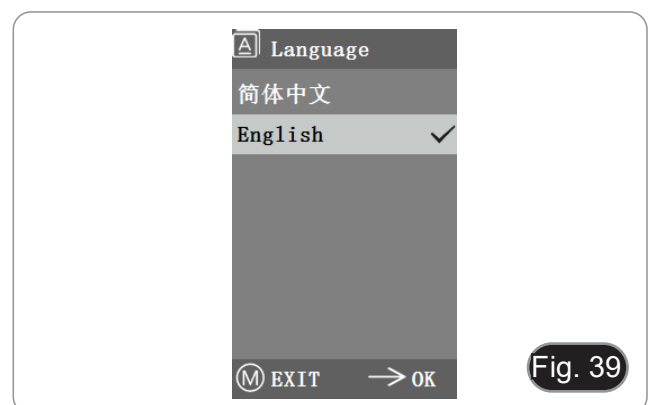 A Language
简体中文
English
M EXIT → OK
Fig. 39